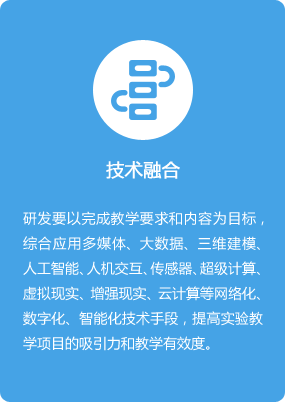 技术融合
研发要以完成教学要求和内容为目标，
综合应用多媒体、大数据、三维建模、
人工智能、人机交互、传感器、超级计算、
虚拟现实、增强现实、云计算等网络化、
数字化、智能化技术手段，提高实验教
学项目的吸引力和教学有效度。